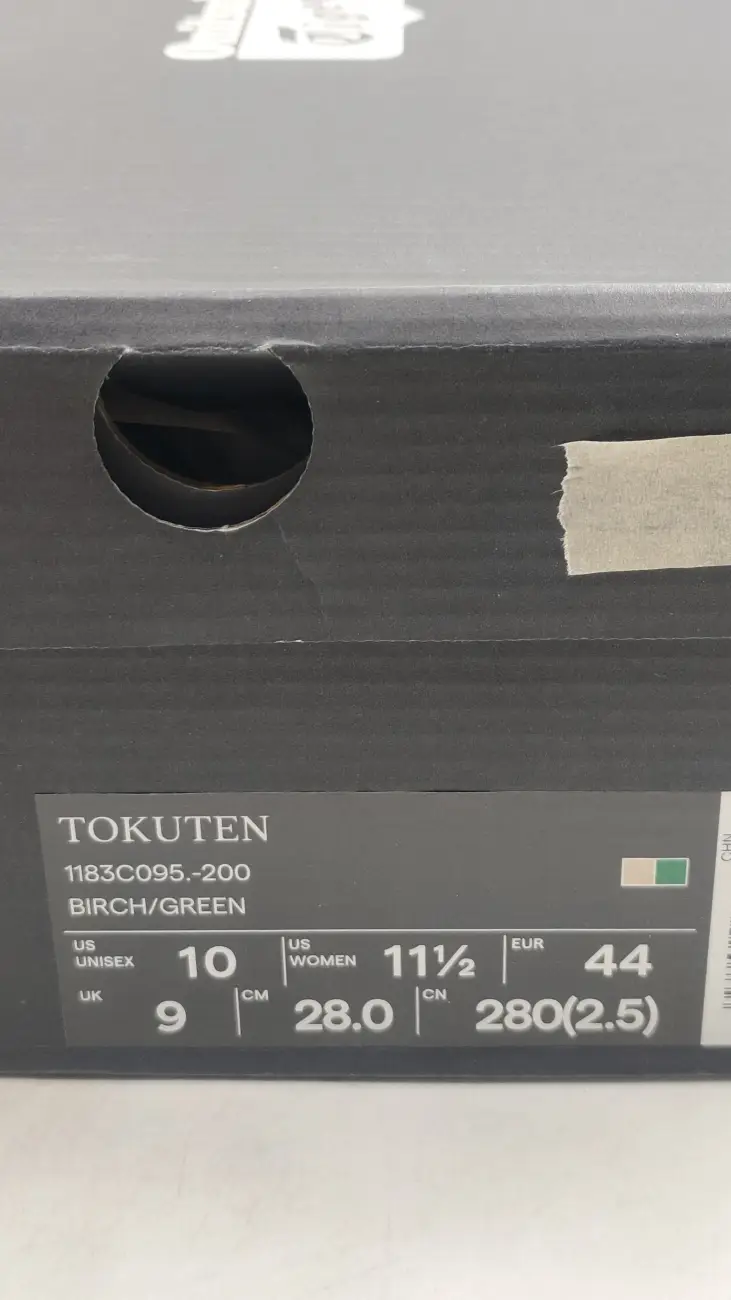 TOKUTEN
1183C095.-200
BIRCH/GREEN
US UNISEX 10 US WOMEN 11½ EUR 44
UK 9 CM 28.0 CN 280(2.5)
CHN